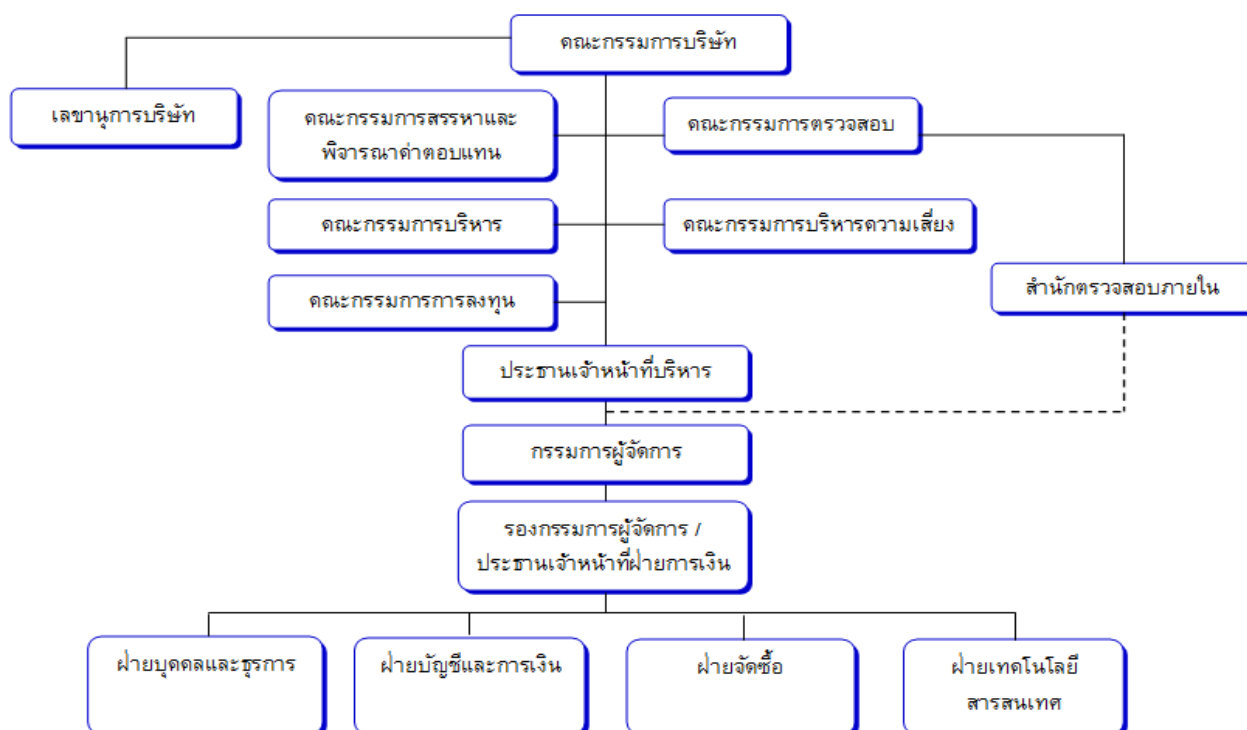 คณะกรรมการบริษัท
เลขานุการบริษัท
คณะกรรมการสรรหาและ
พิจารณาค่าตอบแทน
คณะกรรมการตรวจสอบ
คณะกรรมการบริหาร
คณะกรรมการบริหารความเสี่ยง
สำนักตรวจสอบภายใน
คณะกรรมการการลงทุน
ประธานเจ้าหน้าที่บริหาร
กรรมการผู้จัดการ
รองกรรมการผู้จัดการ /
ประธานเจ้าหน้าที่ฝ่ายการเงิน
ฝ่ายบุคคลและธุรการ
ฝ่ายบัญชีและการเงิน
ฝ่ายจัดซื้อ
ฝ่ายเทคโนโลยี
สารสนเทศ